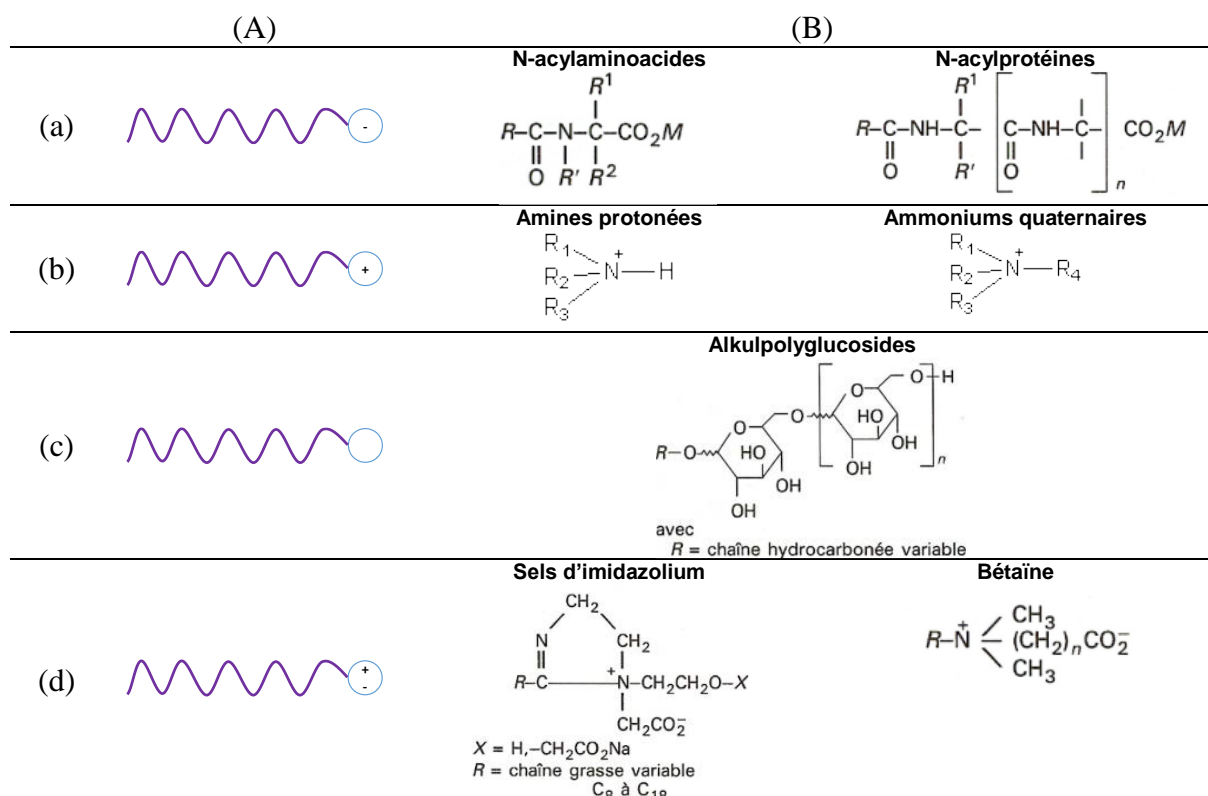 (A) (B)
N-acylaminoacides N-acylprotéines
(a) -
R1 R1
R–C–N–C–CO2M R–C–NH–C– C–NH–C– CO2M
O R' R2 O R' O n
Amines protonées Ammoniums quaternaires
(b) +
R1 + R1 +
R2 N H R2 N R4
R3 R3
Alkulpolyglucosides
(c)
O–H
O
O O HO OH
R–O HO OH n
OH OH
avec
R = chaîne hydrocarbonée variable
Sels d'imidazolium Bétaïne
(d) + -
CH2
N CH2
R–C N+–CH2CH2O–X
CH2CO2−
R–N+ CH3
(CH2)nCO2−
CH3
X = H,–CH2CO2Na
R = chaîne grasse variable
C8 à C18